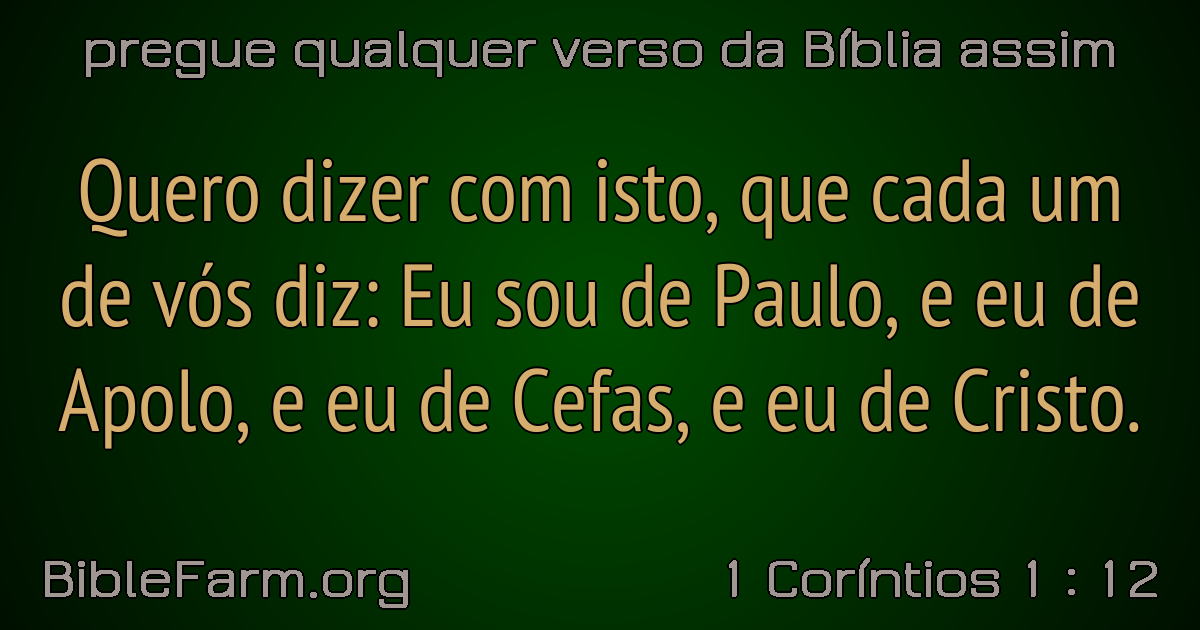 pregue qualquer verso da Bíblia assim
Quero dizer com isto, que cada um
de vós diz: Eu sou de Paulo, e eu de
Apolo, e eu de Cefas, e eu de Cristo.
BibleFarm.org
1 Coríntios 1 : 12